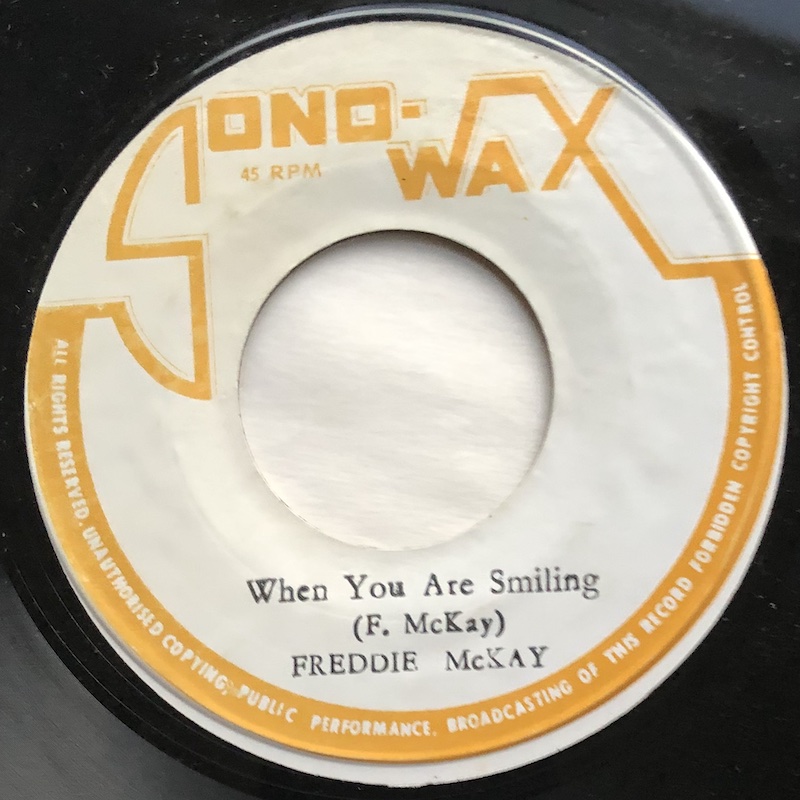 SONO-
WAX
45 RPM
When You Are Smiling
(F. McKay)
FREDDIE McKAY
ALL RIGHTS RESERVED. UNAUTHORISED COPYING, PUBLIC PERFORMANCE. BROADCASTING OF THIS RECORD FORBIDDEN COPYRIGHT CONTROL